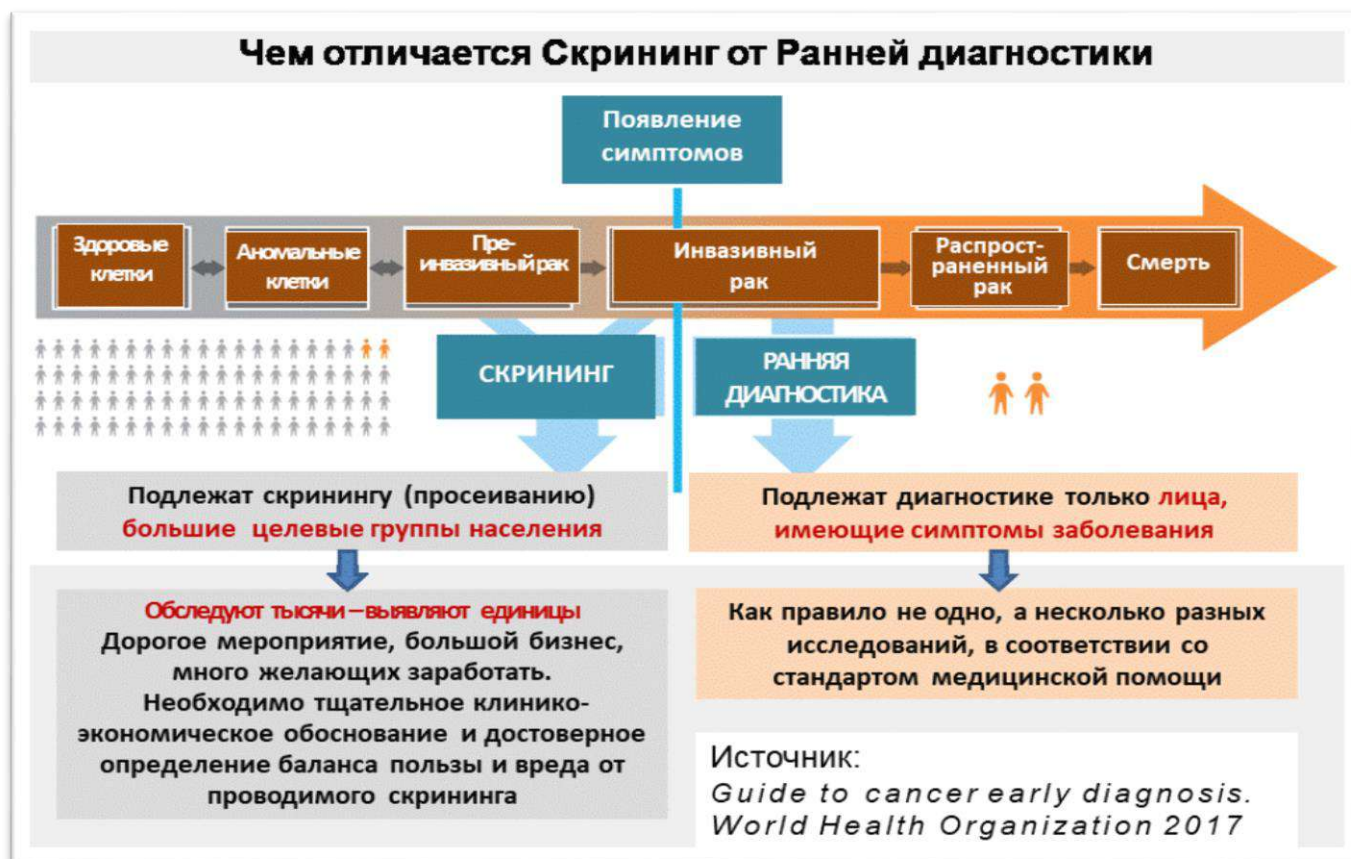 Чем отличается Скрининг от Ранней диагностики
Появление
симптомов
Здоровые
клетки
Аномальные
клетки
Пре-
инвазивный рак
Инвазивный
рак
Распрост-
раненный
рак
Смерть
СКРИНИНГ
РАННЯЯ
ДИАГНОСТИКА
Подлежат скринингу (просеиванию)
большие целевые группы населения
Подлежат диагностике только лица,
имеющие симптомы заболевания
Обследуют тысячи – выявляют единицы
Дорогое мероприятие, большой бизнес,
много желающих заработать.
Необходимо тщательное клинико-
экономическое обоснование и достоверное
определение баланса пользы и вреда от
проводимого скрининга
Как правило не одно, а несколько разных
исследований, в соответствии со
стандартом медицинской помощи
Источник:
Guide to cancer early diagnosis.
World Health Organization 2017